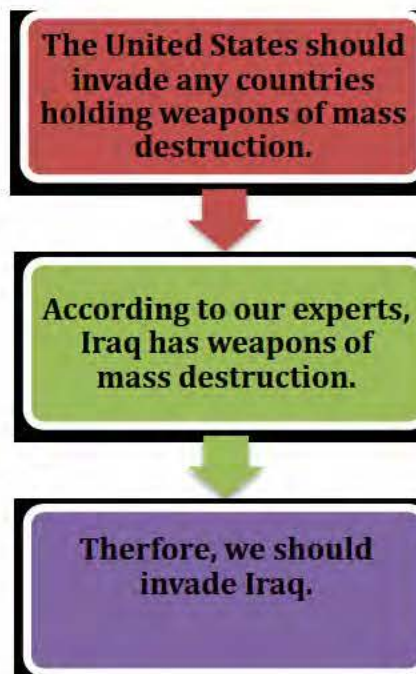 The United States should
invade any countries
holding weapons of mass
destruction.
According to our experts,
Iraq has weapons of
mass destruction.
Therfore, we should
invade Iraq.